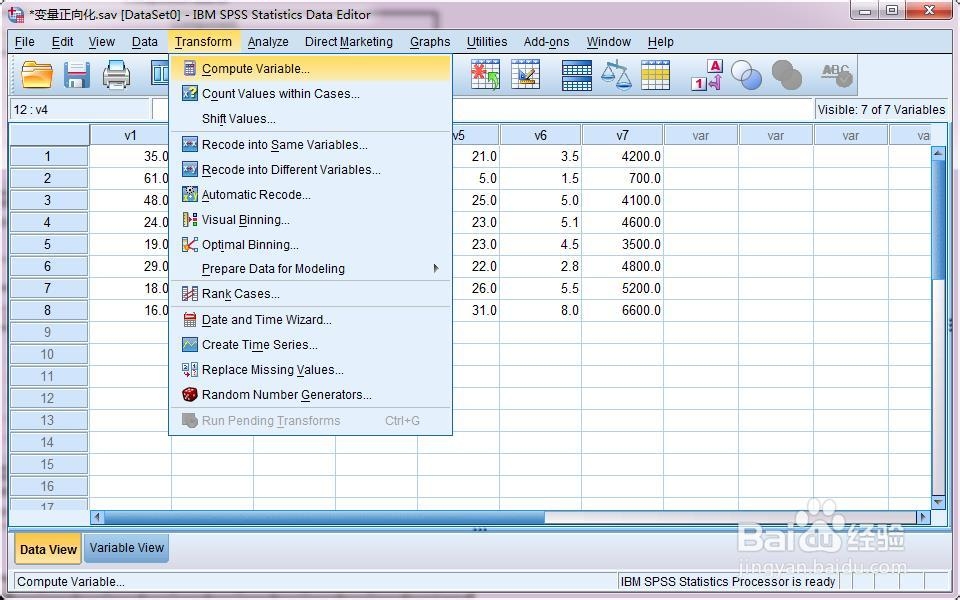 *变量正向化.sav [DataSet0] - IBM SPSS Statistics Data Editor
File Edit View Data Transform Analyze Direct Marketing Graphs Utilities Add-ons Window Help
12 : v4
Visible: 7 of 7 Variables
v1 v5 v6 v7 var var var va
1 35.0 21.0 3.5 4200.0
2 61.0 5.0 1.5 700.0
3 48.0 25.0 5.0 4100.0
4 24.0 23.0 5.1 4600.0
5 19.0 23.0 4.5 3500.0
6 29.0 22.0 2.8 4800.0
7 18.0 26.0 5.5 5200.0
8 16.0 31.0 8.0 6600.0
9
10
11
12
13
14
15
16
17
Compute Variable...
Count Values within Cases...
Shift Values...
Recode into Same Variables...
Recode into Different Variables...
Automatic Recode...
Visual Binning...
Optimal Binning...
Prepare Data for Modeling
Rank Cases...
Date and Time Wizard...
Create Time Series...
Replace Missing Values...
Random Number Generators...
Run Pending Transforms Ctrl+G
1 A
ABC
Data View Variable View
Compute Variable...
IBM SPSS Statistics Processor is ready
Baidu 经验
jingyan.baidu.com